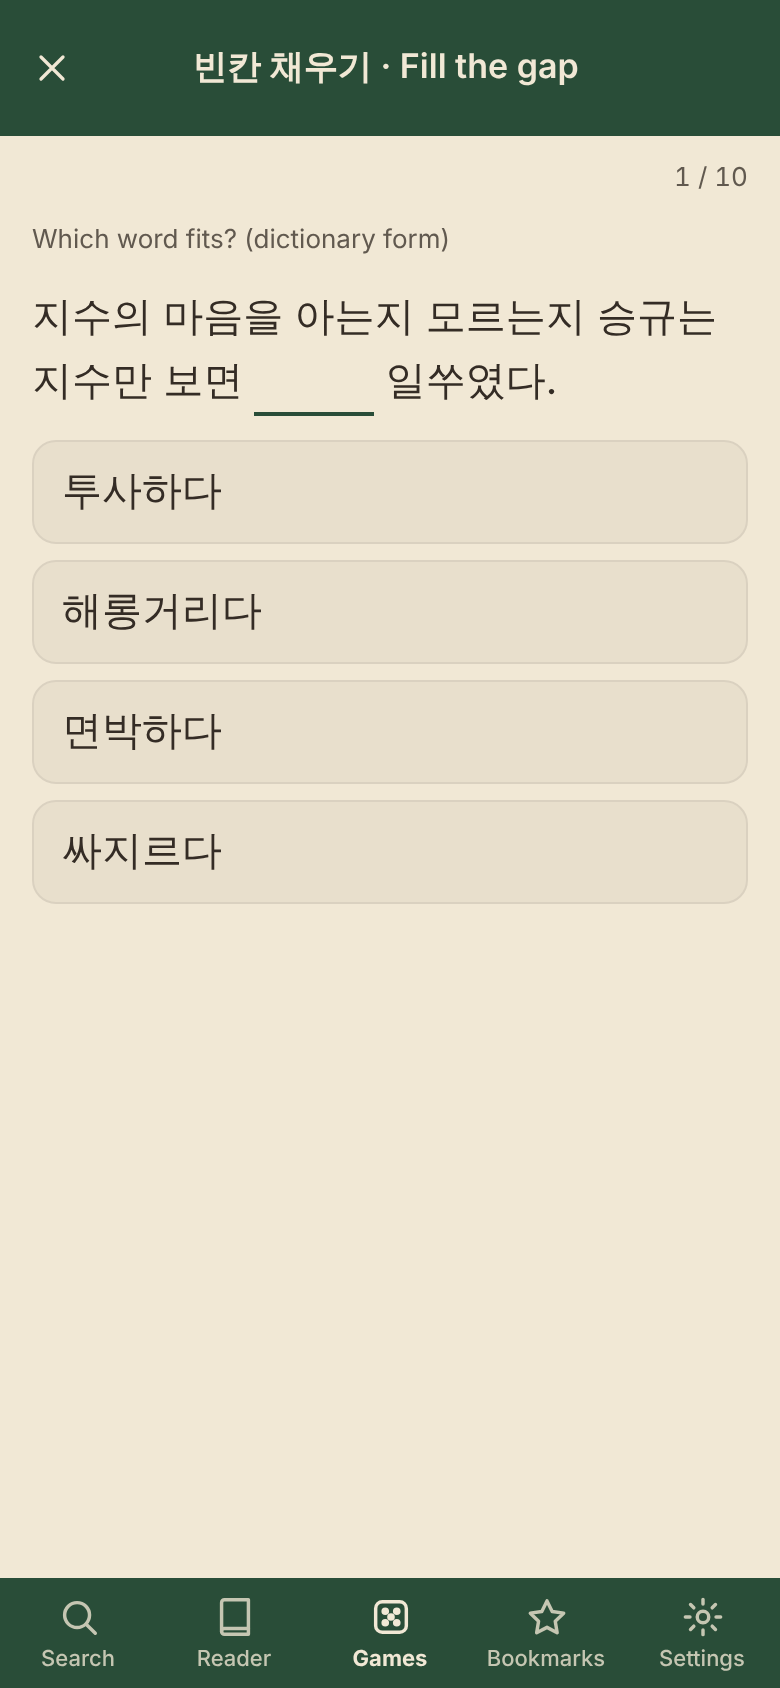 빈칸 채우기 · Fill the gap
1 / 10
Which word fits? (dictionary form)
지수의 마음을 아는지 모르는지 승규는
지수만 보면 _____ 일쑤였다.
투사하다
해롱거리다
면박하다
싸지르다
Search
Reader
Games
Bookmarks
Settings